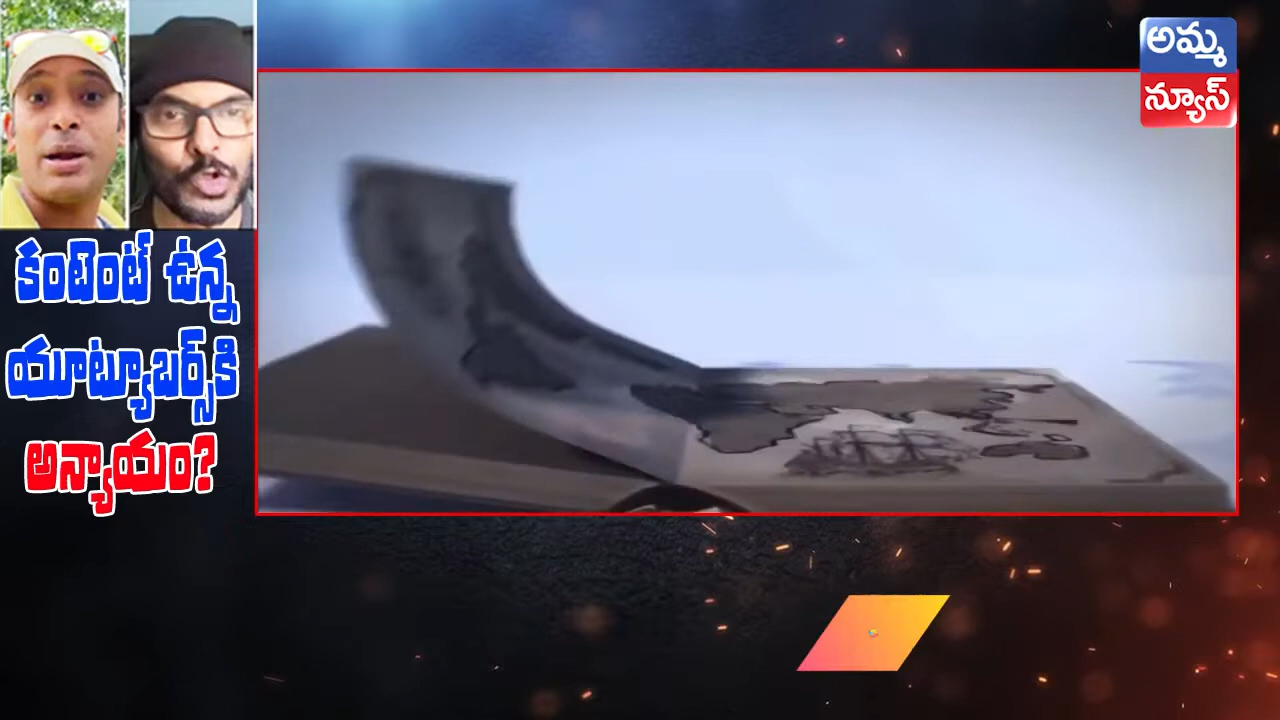 అమ్మ
న్యూస్
కంటెంట్ ఉన్న
యూట్యూబర్స్‌కి
అన్యాయం?